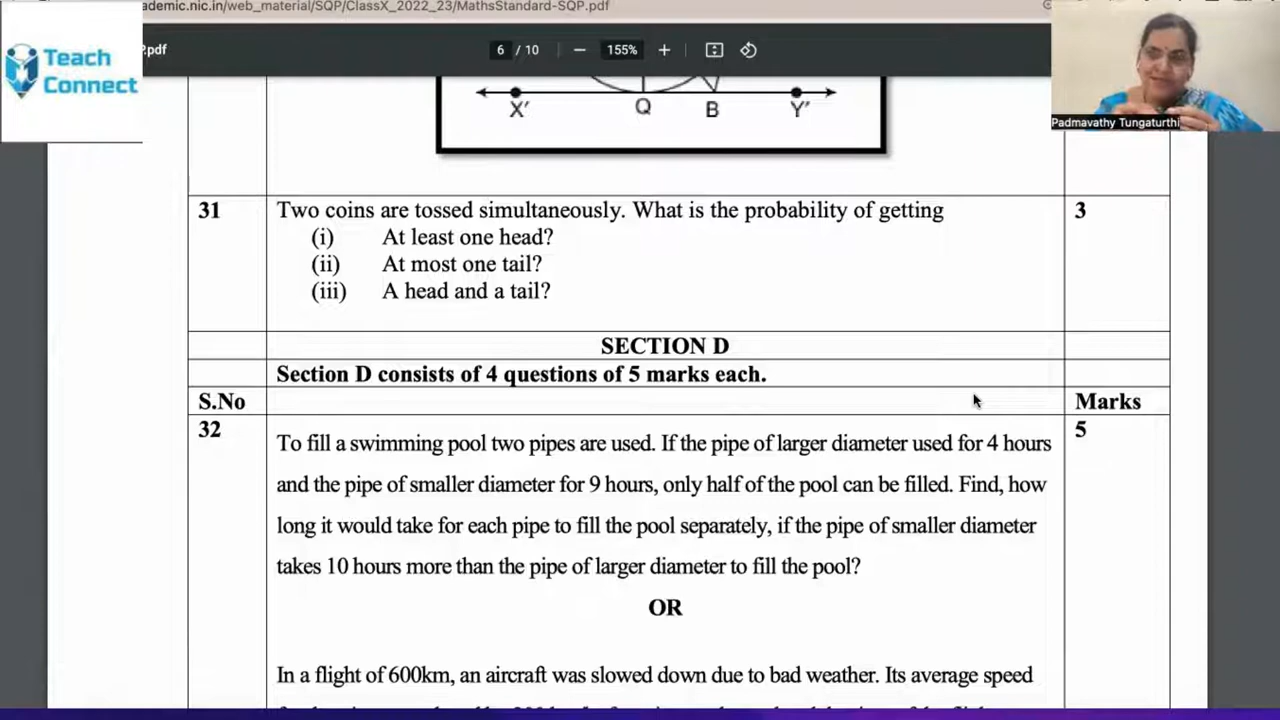 ademic.nic.in/web_material/SQP/ClassX_2022_23/MathsStandard-SQP.pdf
Teach
Connect
.pdf
6 / 10
155%
Padmavathy Tungaturthi
X′ Q B Y′
31 Two coins are tossed simultaneously. What is the probability of getting 3
(i) At least one head?
(ii) At most one tail?
(iii) A head and a tail?
SECTION D
Section D consists of 4 questions of 5 marks each.
S.No Marks
32 5
To fill a swimming pool two pipes are used. If the pipe of larger diameter used for 4 hours
and the pipe of smaller diameter for 9 hours, only half of the pool can be filled. Find, how
long it would take for each pipe to fill the pool separately, if the pipe of smaller diameter
takes 10 hours more than the pipe of larger diameter to fill the pool?
OR
In a flight of 600km, an aircraft was slowed down due to bad weather. Its average speed